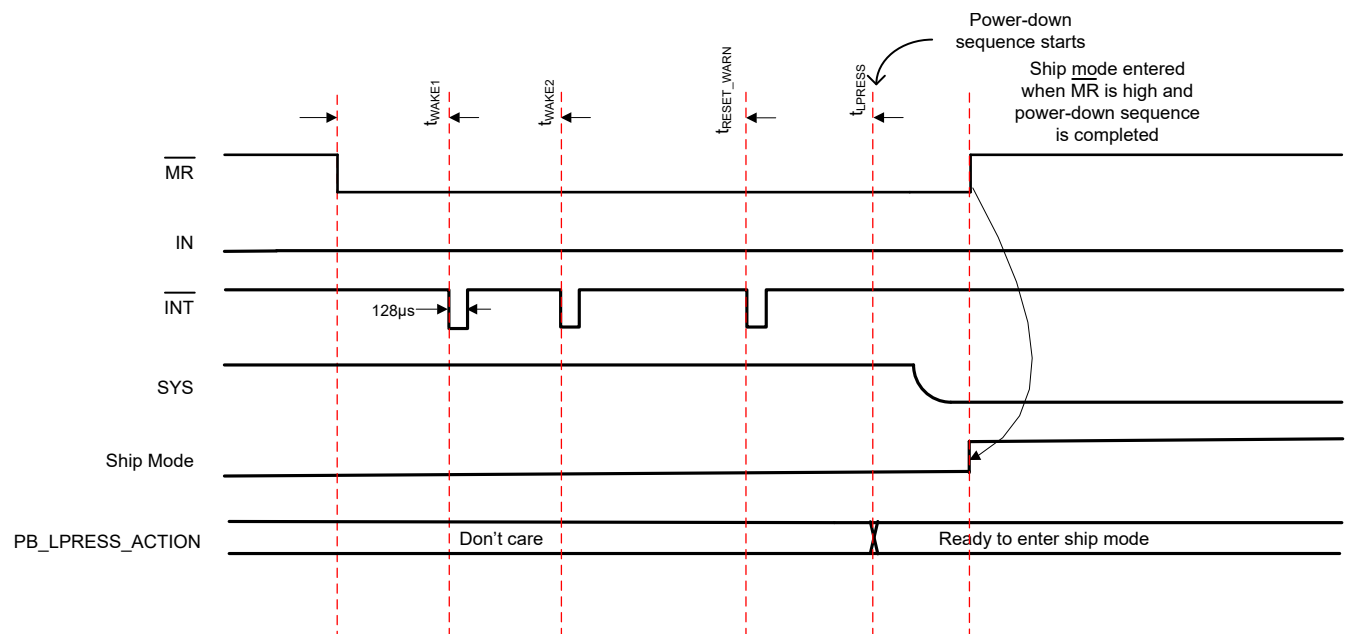 Power-down
sequence starts
Ship mode entered
when MR is high and
power-down sequence
is completed
tWAKE1
tWAKE2
tRESET_WARN
tLPRESS
MR
IN
INT
128µs
SYS
Ship Mode
PB_LPRESS_ACTION
Don't care
Ready to enter ship mode